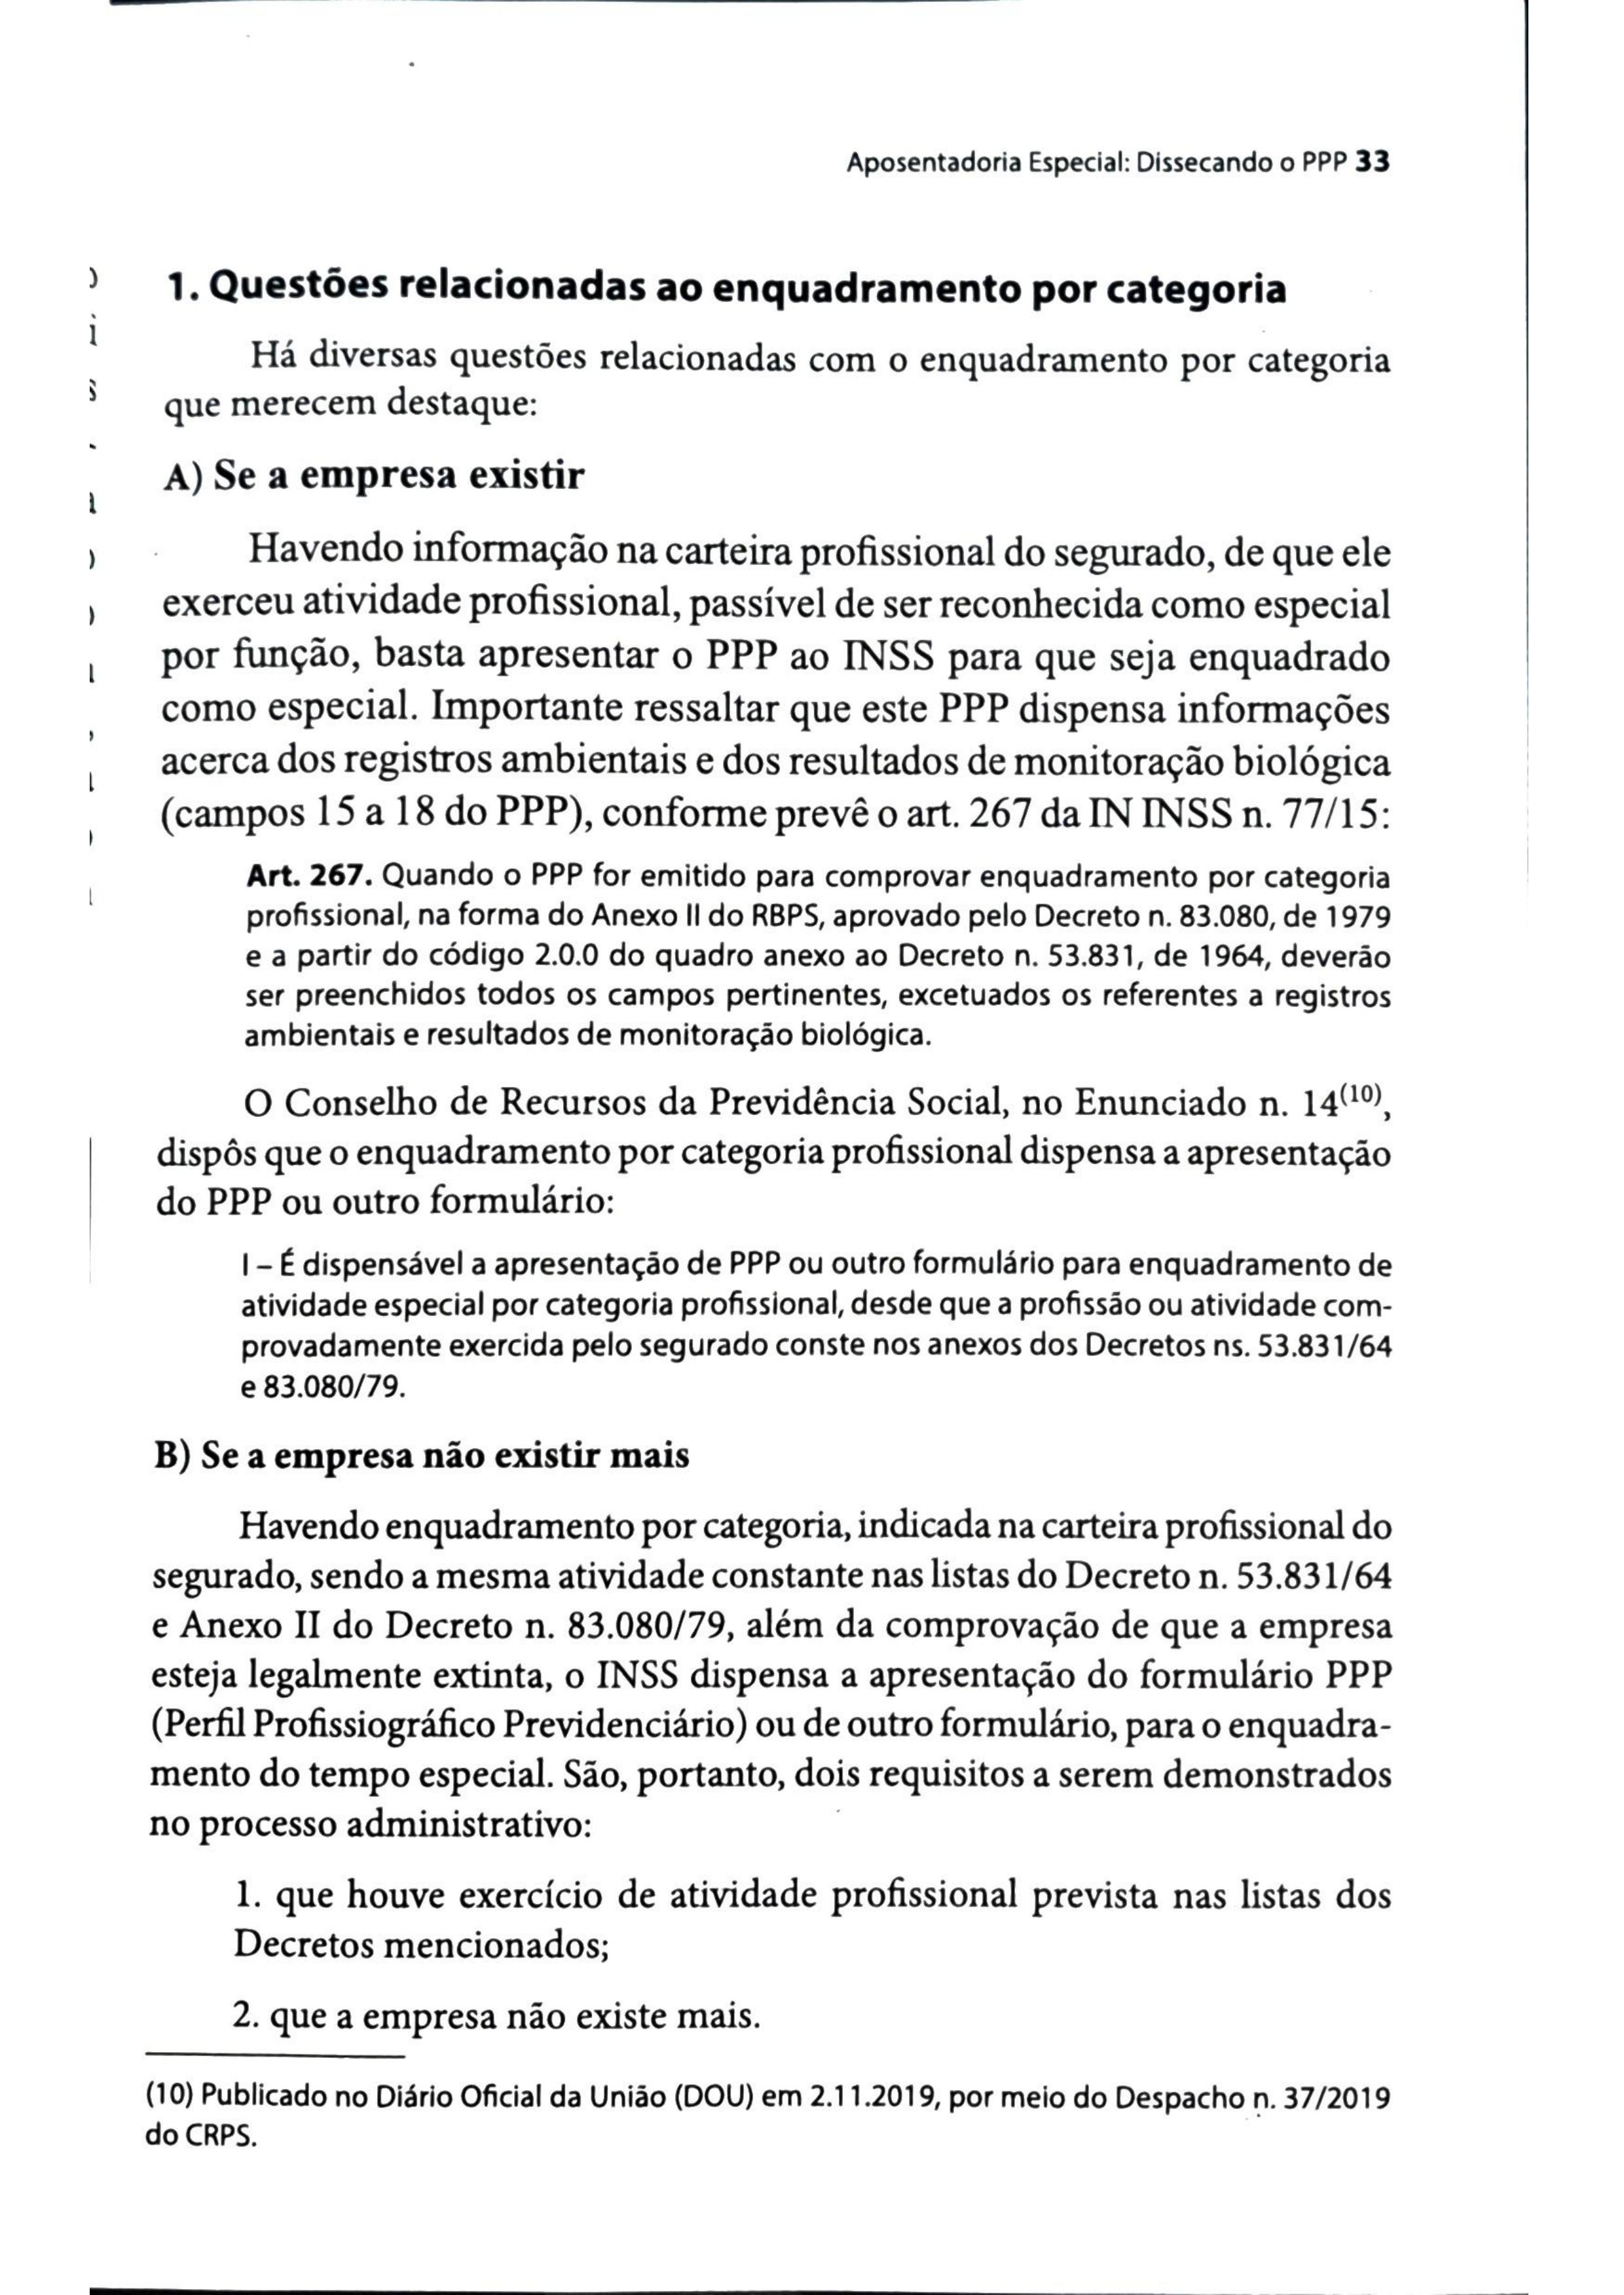 Aposentadoria Especial: Dissecando o PPP 33
1. Questões relacionadas ao enquadramento por categoria
Há diversas questões relacionadas com o enquadramento por categoria
que merecem destaque:
A) Se a empresa existir
Havendo informação na carteira profissional do segurado, de que ele
exerceu atividade profissional, passível de ser reconhecida como especial
por função, basta apresentar o PPP ao INSS para que seja enquadrado
como especial. Importante ressaltar que este PPP dispensa informações
acerca dos registros ambientais e dos resultados de monitoração biológica
(campos 15 a 18 do PPP), conforme prevê o art. 267 da IN INSS n. 77/15:
Art. 267. Quando o PPP for emitido para comprovar enquadramento por categoria
profissional, na forma do Anexo II do RBPS, aprovado pelo Decreto n. 83.080, de 1979
e a partir do código 2.0.0 do quadro anexo ao Decreto n. 53.831, de 1964, deverão
ser preenchidos todos os campos pertinentes, excetuados os referentes a registros
ambientais e resultados de monitoração biológica.
O Conselho de Recursos da Previdência Social, no Enunciado n. 14(10),
dispôs que o enquadramento por categoria profissional dispensa a apresentação
do PPP ou outro formulário:
I – É dispensável a apresentação de PPP ou outro formulário para enquadramento de
atividade especial por categoria profissional, desde que a profissão ou atividade com-
provadamente exercida pelo segurado conste nos anexos dos Decretos ns. 53.831/64
e 83.080/79.
B) Se a empresa não existir mais
Havendo enquadramento por categoria, indicada na carteira profissional do
segurado, sendo a mesma atividade constante nas listas do Decreto n. 53.831/64
e Anexo II do Decreto n. 83.080/79, além da comprovação de que a empresa
esteja legalmente extinta, o INSS dispensa a apresentação do formulário PPP
(Perfil Profissiográfico Previdenciário) ou de outro formulário, para o enquadra-
mento do tempo especial. São, portanto, dois requisitos a serem demonstrados
no processo administrativo:
1. que houve exercício de atividade profissional prevista nas listas dos
Decretos mencionados;
2. que a empresa não existe mais.
(10) Publicado no Diário Oficial da União (DOU) em 2.11.2019, por meio do Despacho n. 37/2019
do CRPS.